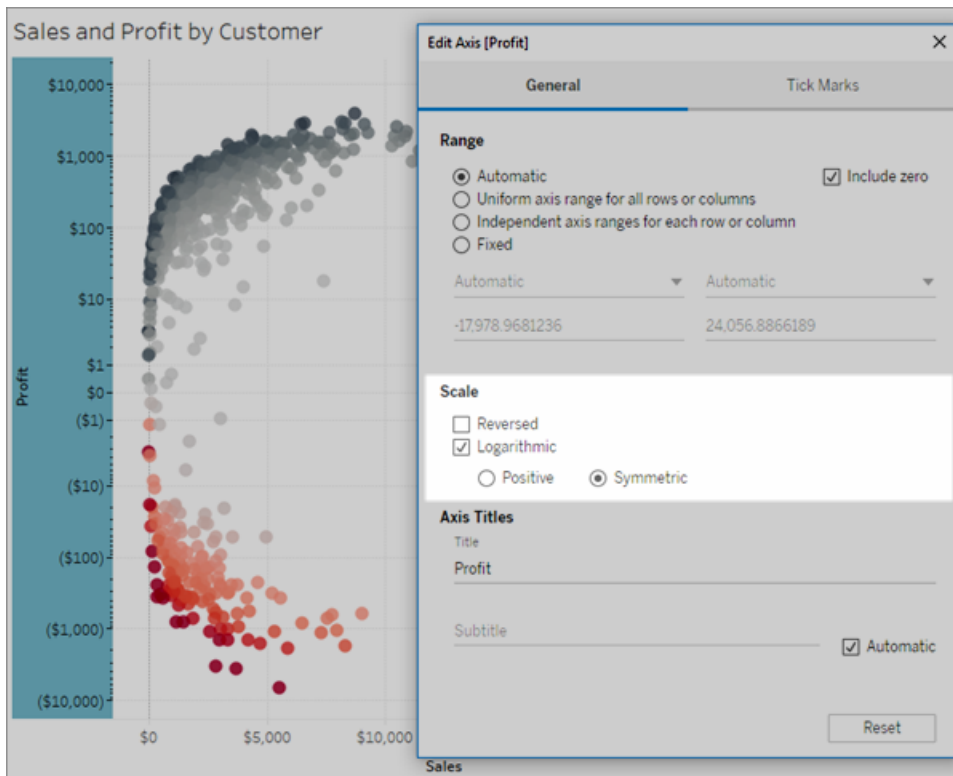 Sales and Profit by Customer
Profit
$10,000
$1,000
$100
$10
$1
$0
($1)
($10)
($100)
($1,000)
($10,000)
$0 $5,000 $10,000
Sales
Edit Axis [Profit]
General Tick Marks
Range
Automatic Include zero
Uniform axis range for all rows or columns
Independent axis ranges for each row or column
Fixed
Automatic Automatic
-17,978.9681236 24,056.8866189
Scale
Reversed
Logarithmic
Positive Symmetric
Axis Titles
Title
Profit
Subtitle Automatic
Reset